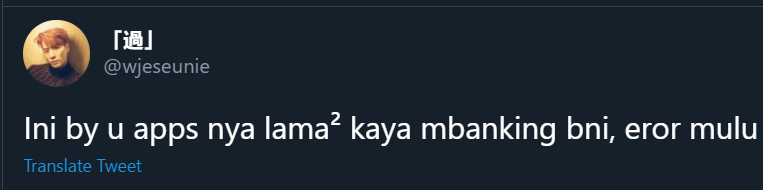 「過」
@wjeseunie
Ini by u apps nya lama² kaya mbanking bni, eror mulu
Translate Tweet